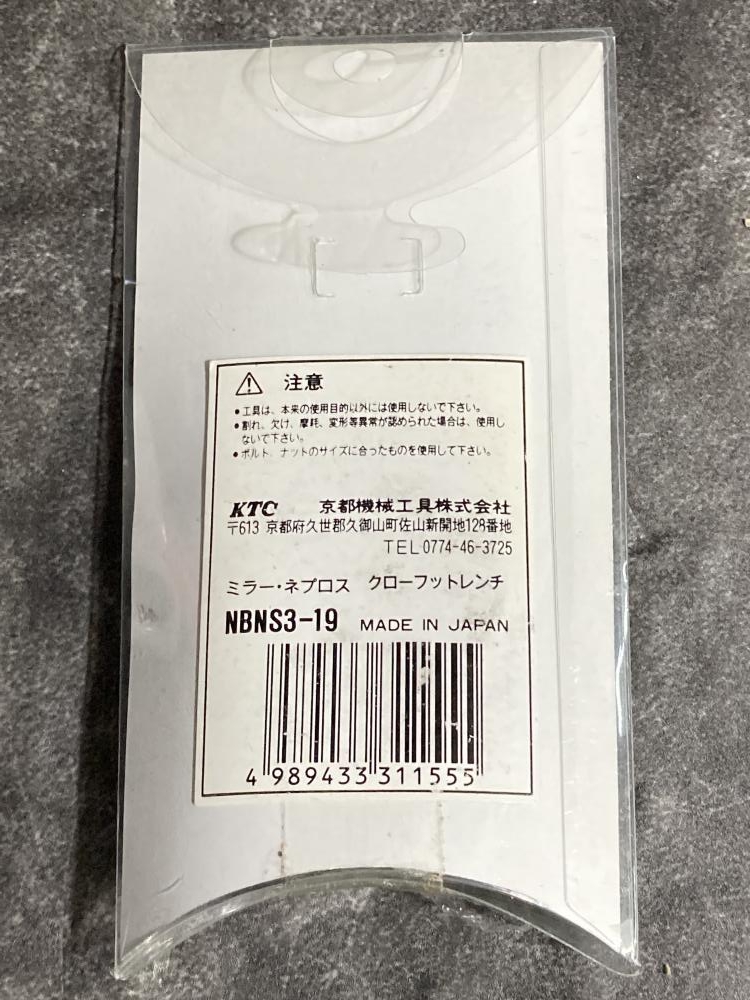 ⚠ 注意
●工具は、本来の使用目的以外には使用しないで下さい。
●割れ、欠け、摩耗、変形等異常が認められた場合は、使用し
ないで下さい。
●ボルト、ナットのサイズに合ったものを使用して下さい。
KTC 京都機械工具株式会社
〒613 京都府久世郡久御山町佐山新開地128番地
TEL 0774-46-3725
ミラー・ネプロス クローフットレンチ
NBNS3-19 MADE IN JAPAN
4 989433 311555